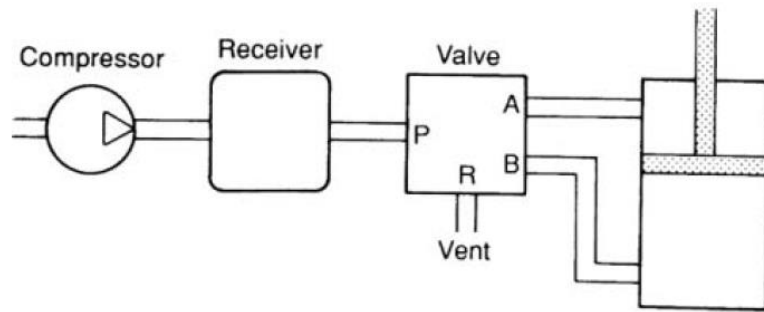 Compressor
Receiver
Valve
P
A
B
R
Vent